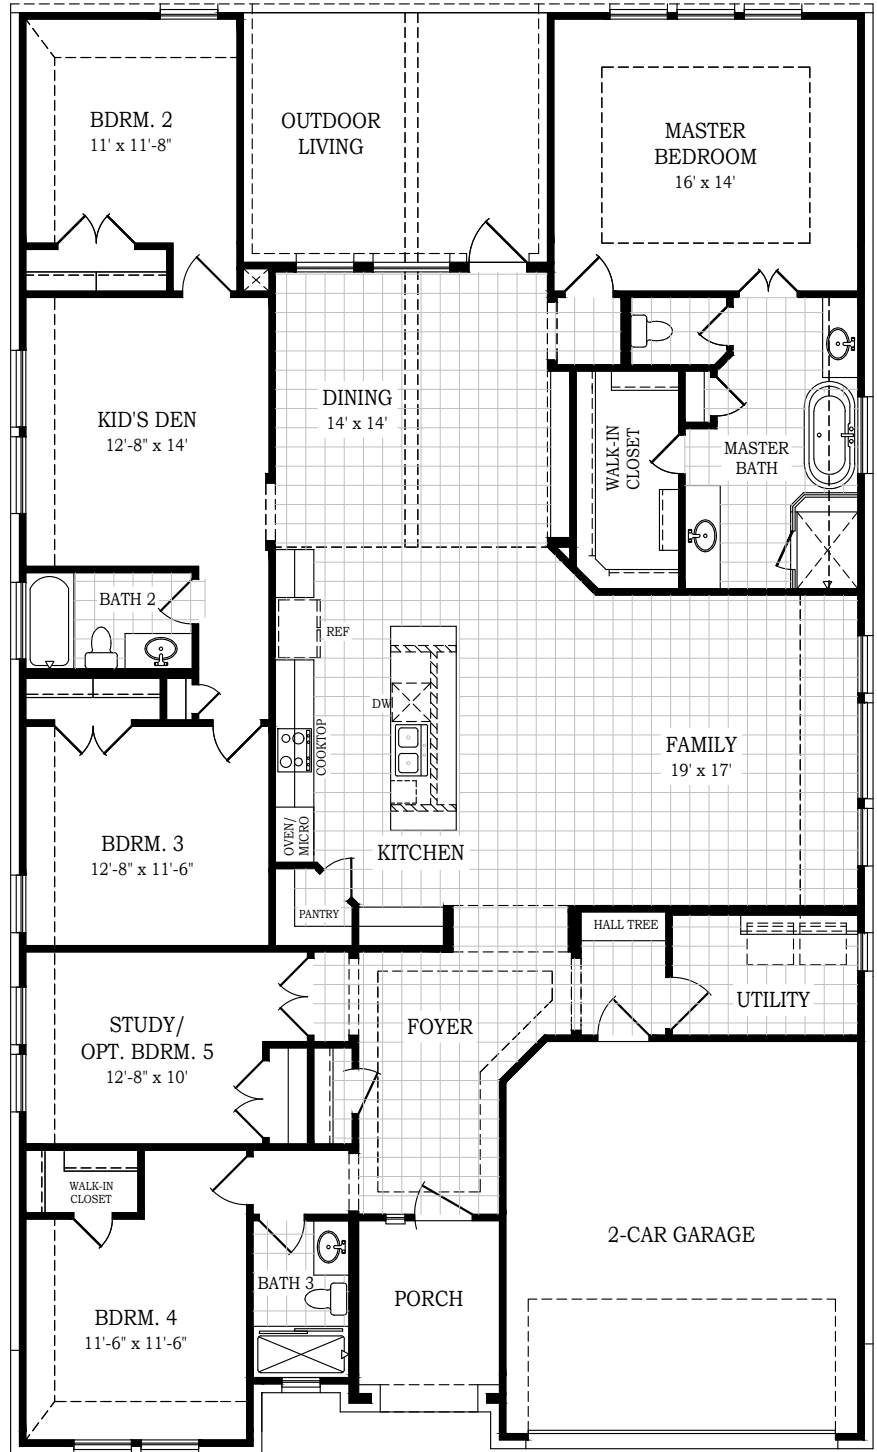 BDRM. 2
11' x 11'-8"
OUTDOOR
LIVING
MASTER
BEDROOM
16' x 14'
KID'S DEN
12'-8" x 14'
DINING
14' x 14'
WALK-IN
CLOSET
MASTER
BATH
BATH 2
REF
DW
COOKTOP
FAMILY
19' x 17'
OVEN/
MICRO
BDRM. 3
12'-8" x 11'-6"
KITCHEN
PANTRY
HALL TREE
UTILITY
STUDY/
OPT. BDRM. 5
12'-8" x 10'
FOYER
WALK-IN
CLOSET
2-CAR GARAGE
BATH 3
PORCH
BDRM. 4
11'-6" x 11'-6"